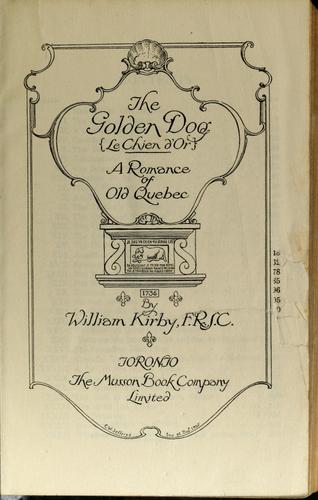 The
Golden Dog
{Le Chien d'Or}
A Romance
of
Old Quebec
1736
By
William Kirby, F.R.S.C.
TORONTO
The Musson Book Company
Limited